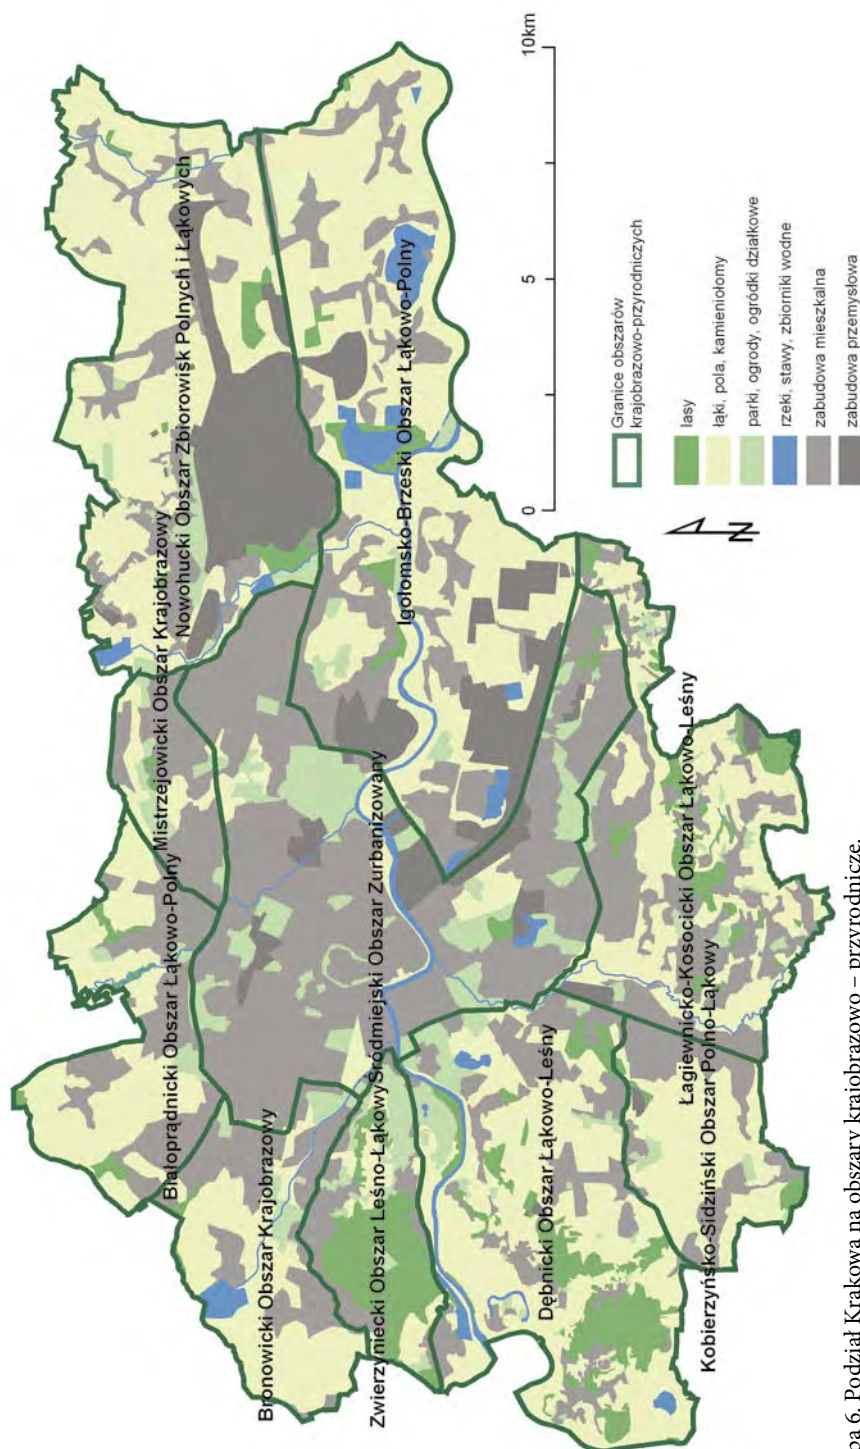 Białoprądnicki Obszar Łąkowo-Polny
Mistrzejowicki Obszar Krajobrazowy
Nowohucki Obszar Zbiorowisk Polnych i Łąkowych
Bronowicki Obszar Krajobrazowy
Zwierzyniecki Obszar Leśno-Łąkowy
Śródmiejski Obszar Zurbanizowany
Igołomsko-Brzeski Obszar Łąkowo-Polny
Dębnicki Obszar Łąkowo-Leśny
Łagiewnicko-Kosocicki Obszar Łąkowo-Leśny
Kobierzyńsko-Sidziński Obszar Polno-Łąkowy
0
5
10km
N
Granice obszarów
krajobrazowo-przyrodniczych
lasy
łąki, pola, kamieniołomy
parki, ogrody, ogródki działkowe
rzeki, stawy, zbiorniki wodne
zabudowa mieszkalna
zabudowa przemysłowa
pa 6. Podział Krakowa na obszary krajobrazowo – przyrodnicze.